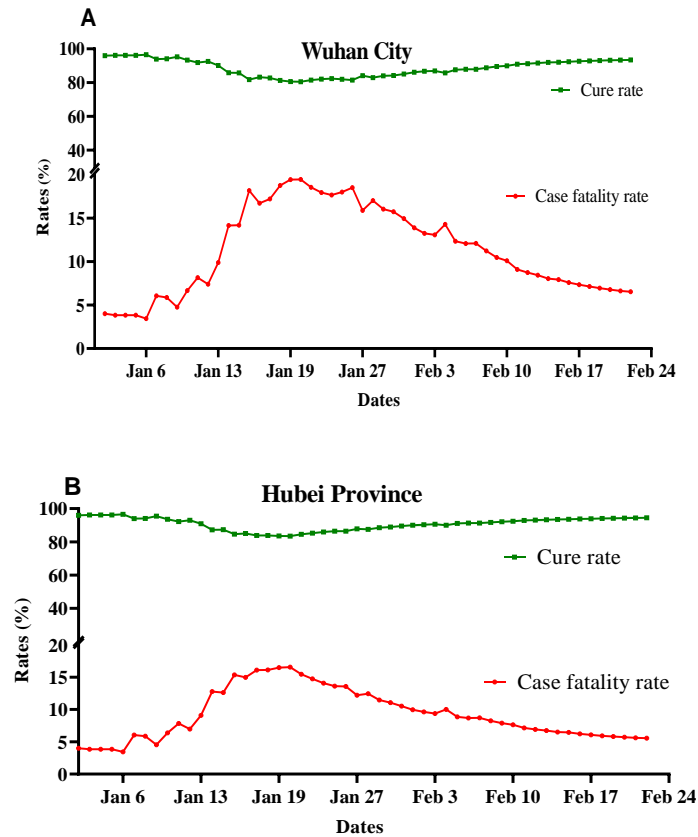 A
Wuhan City
100
80
60
40
20
15
10
5
0
Rates (%)
Cure rate
Case fatality rate
Jan 6 Jan 13 Jan 19 Jan 27 Feb 3 Feb 10 Feb 17 Feb 24
Dates
B
Hubei Province
100
80
60
40
20
15
10
5
0
Rates (%)
Cure rate
Case fatality rate
Jan 6 Jan 13 Jan 19 Jan 27 Feb 3 Feb 10 Feb 17 Feb 24
Dates